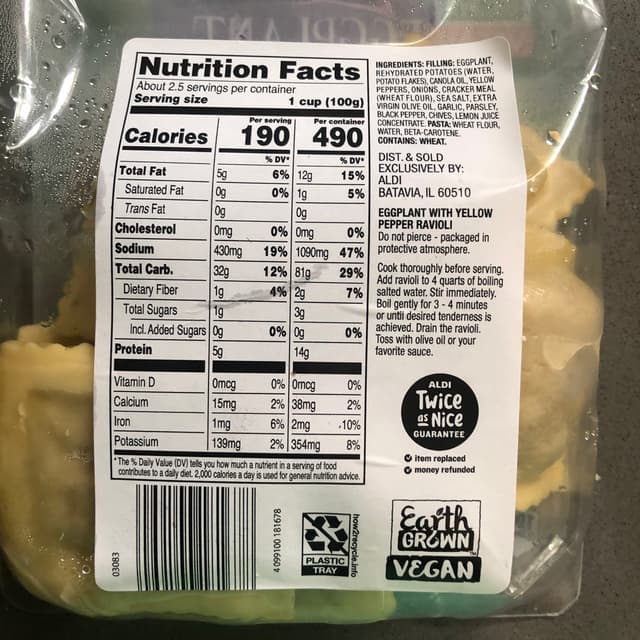 EGGPLANT
Nutrition Facts
About 2.5 servings per container
Serving size 1 cup (100g)
Per serving Per container
Calories 190 490
% DV* % DV*
Total Fat 5g 6% 12g 15%
Saturated Fat 0g 0% 1g 5%
Trans Fat 0g 0g
Cholesterol 0mg 0% 0mg 0%
Sodium 430mg 19% 1090mg 47%
Total Carb. 32g 12% 81g 29%
Dietary Fiber 1g 4% 2g 7%
Total Sugars 1g 3g
Incl. Added Sugars 0g 0% 0g 0%
Protein 5g 14g
Vitamin D 0mcg 0% 0mcg 0%
Calcium 15mg 2% 38mg 2%
Iron 1mg 6% 2mg 10%
Potassium 139mg 2% 354mg 8%
* The % Daily Value (DV) tells you how much a nutrient in a serving of food
contributes to a daily diet. 2,000 calories a day is used for general nutrition advice.
03083
4 099100 181678
PLASTIC
TRAY
how2recycle.info
INGREDIENTS: FILLING: EGGPLANT,
REHYDRATED POTATOES (WATER,
POTATO FLAKES), CANOLA OIL, YELLOW
PEPPERS, ONIONS, CRACKER MEAL
(WHEAT FLOUR), SEA SALT, EXTRA
VIRGIN OLIVE OIL, GARLIC, PARSLEY,
BLACK PEPPER, CHIVES, LEMON JUICE
CONCENTRATE. PASTA: WHEAT FLOUR,
WATER, BETA-CAROTENE.
CONTAINS: WHEAT.
DIST. & SOLD
EXCLUSIVELY BY:
ALDI
BATAVIA, IL 60510
EGGPLANT WITH YELLOW
PEPPER RAVIOLI
Do not pierce - packaged in
protective atmosphere.
Cook thoroughly before serving.
Add ravioli to 4 quarts of boiling
salted water. Stir immediately.
Boil gently for 3 - 4 minutes
or until desired tenderness is
achieved. Drain the ravioli.
Toss with olive oil or your
favorite sauce.
ALDI
Twice
as Nice
GUARANTEE
item replaced
money refunded
Earth
GROWN
VEGAN